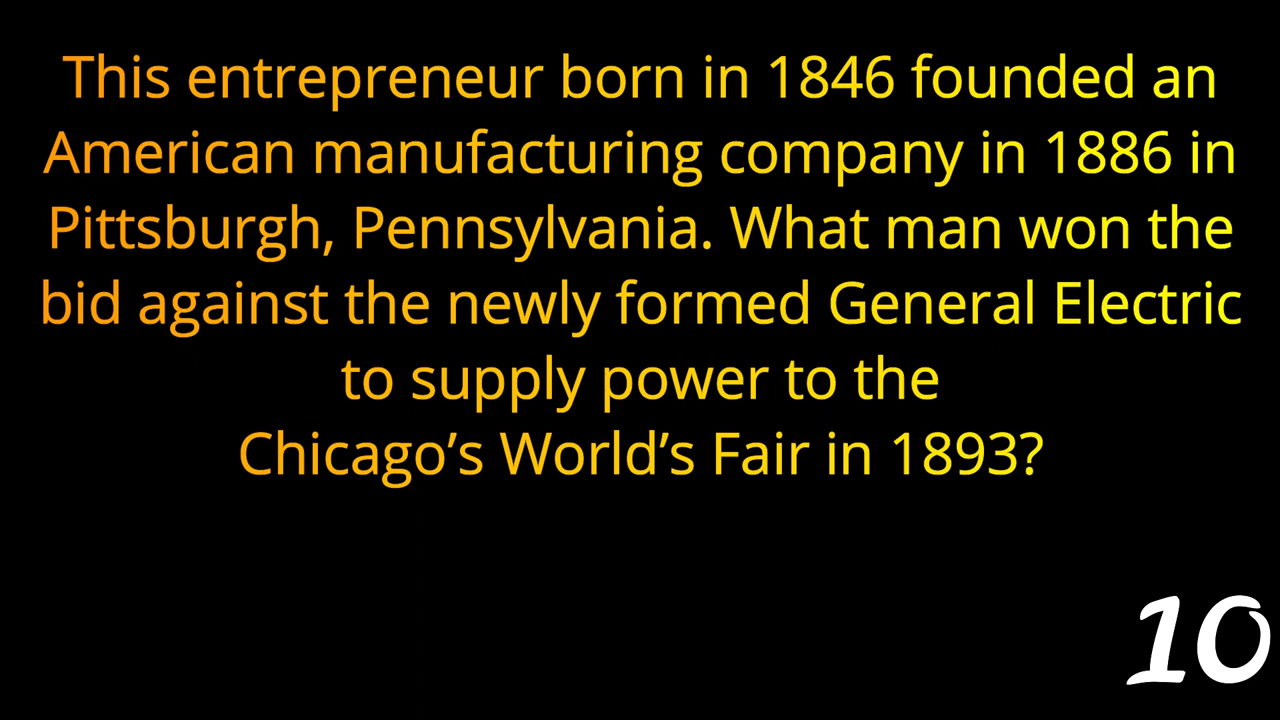 This entrepreneur born in 1846 founded an
American manufacturing company in 1886 in
Pittsburgh, Pennsylvania. What man won the
bid against the newly formed General Electric
to supply power to the
Chicago’s World’s Fair in 1893?
10